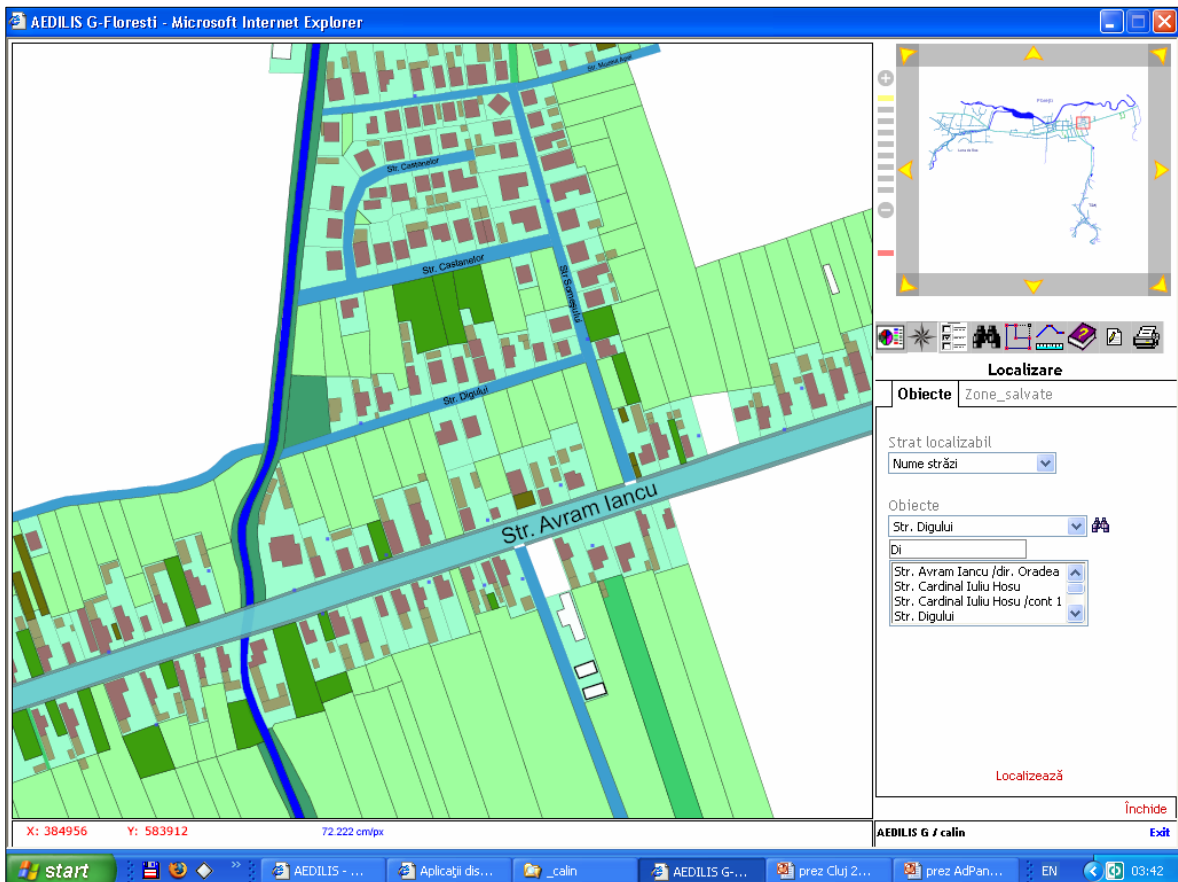 AEDILIS G-Floresti - Microsoft Internet Explorer
Str. Castanelor
Str. Castanelor
Str. Someşului
Str. Digului
Str. Avram Iancu
Localizare
Obiecte
Zone_salvate
Strat localizabil
Nume străzi
Obiecte
Str. Digului
Di
Str. Avram Iancu /dir. Oradea
Str. Cardinal Iuliu Hosu
Str. Cardinal Iuliu Hosu /cont 1
Str. Digului
Localizează
Închide
X: 384956
Y: 583912
72.222 cm/px
AEDILIS G / calin
Exit
start
»
AEDILIS - ...
Aplicaţii dis...
_calin
AEDILIS G-...
prez Cluj 2...
prez AdPan...
EN
03:42